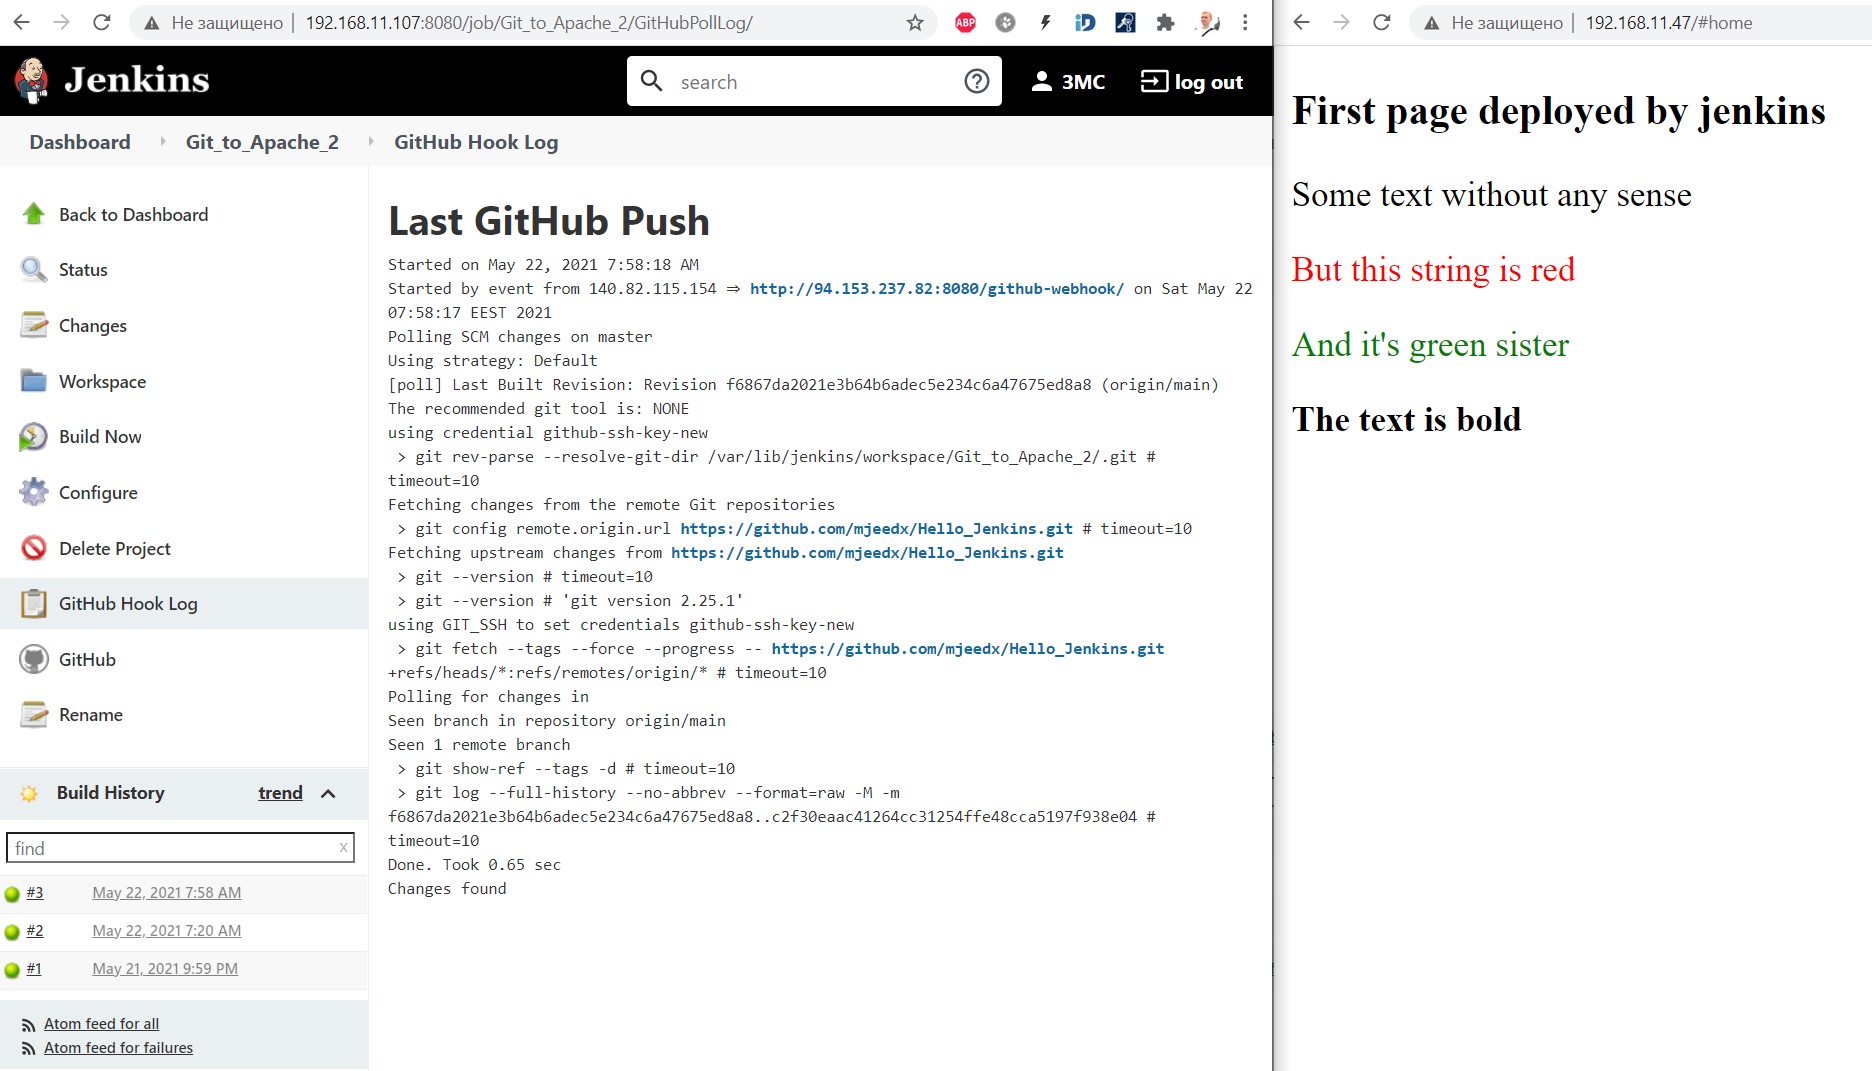 Не защищено | 192.168.11.107:8080/job/Git_to_Apache_2/GitHubPollLog/
ABP
Jenkins
search
3MC
log out
Dashboard
Git_to_Apache_2
GitHub Hook Log
Back to Dashboard
Status
Changes
Workspace
Build Now
Configure
Delete Project
GitHub Hook Log
GitHub
Rename
Build History
trend
find
x
#3 May 22, 2021 7:58 AM
#2 May 22, 2021 7:20 AM
#1 May 21, 2021 9:59 PM
Atom feed for all
Atom feed for failures
Last GitHub Push
Started on May 22, 2021 7:58:18 AM
Started by event from 140.82.115.154 ⇒ http://94.153.237.82:8080/github-webhook/ on Sat May 22
07:58:17 EEST 2021
Polling SCM changes on master
Using strategy: Default
[poll] Last Built Revision: Revision f6867da2021e3b64b6adec5e234c6a47675ed8a8 (origin/main)
The recommended git tool is: NONE
using credential github-ssh-key-new
> git rev-parse --resolve-git-dir /var/lib/jenkins/workspace/Git_to_Apache_2/.git #
timeout=10
Fetching changes from the remote Git repositories
> git config remote.origin.url https://github.com/mjeedx/Hello_Jenkins.git # timeout=10
Fetching upstream changes from https://github.com/mjeedx/Hello_Jenkins.git
> git --version # timeout=10
> git --version # 'git version 2.25.1'
using GIT_SSH to set credentials github-ssh-key-new
> git fetch --tags --force --progress -- https://github.com/mjeedx/Hello_Jenkins.git
+refs/heads/*:refs/remotes/origin/* # timeout=10
Polling for changes in
Seen branch in repository origin/main
Seen 1 remote branch
> git show-ref --tags -d # timeout=10
> git log --full-history --no-abbrev --format=raw -M -m
f6867da2021e3b64b6adec5e234c6a47675ed8a8..c2f30eaac41264cc31254ffe48cca5197f938e04 #
timeout=10
Done. Took 0.65 sec
Changes found
Не защищено | 192.168.11.47/#home
First page deployed by jenkins
Some text without any sense
But this string is red
And it's green sister
The text is bold